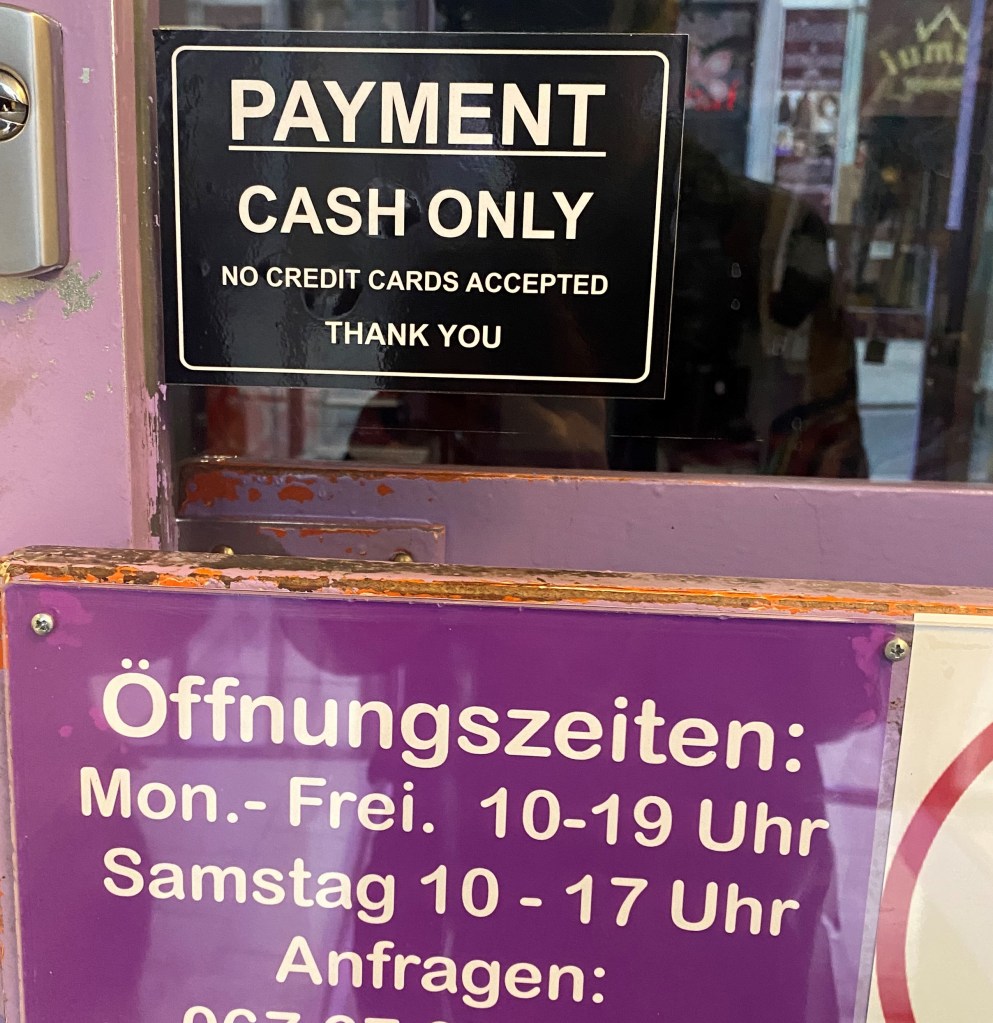 PAYMENT
CASH ONLY
NO CREDIT CARDS ACCEPTED
THANK YOU
Öffnungszeiten:
Mon.- Frei. 10-19 Uhr
Samstag 10 - 17 Uhr
Anfragen: